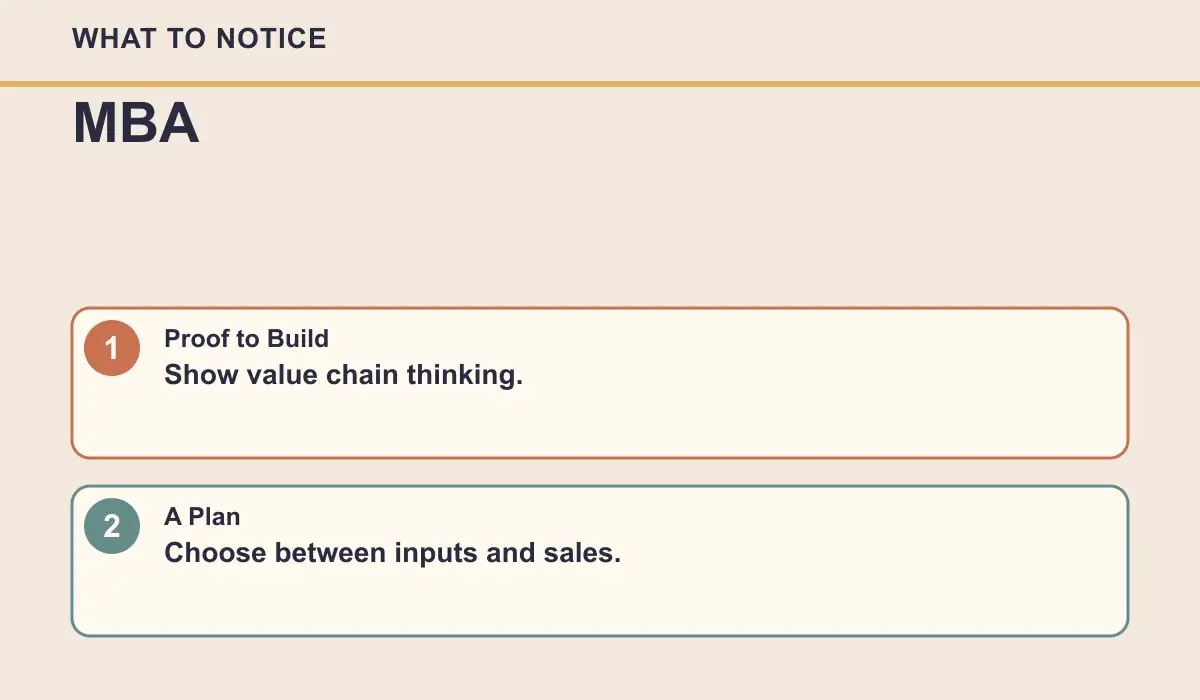 WHAT TO NOTICE
MBA
1
Proof to Build
Show value chain thinking.
2
A Plan
Choose between inputs and sales.